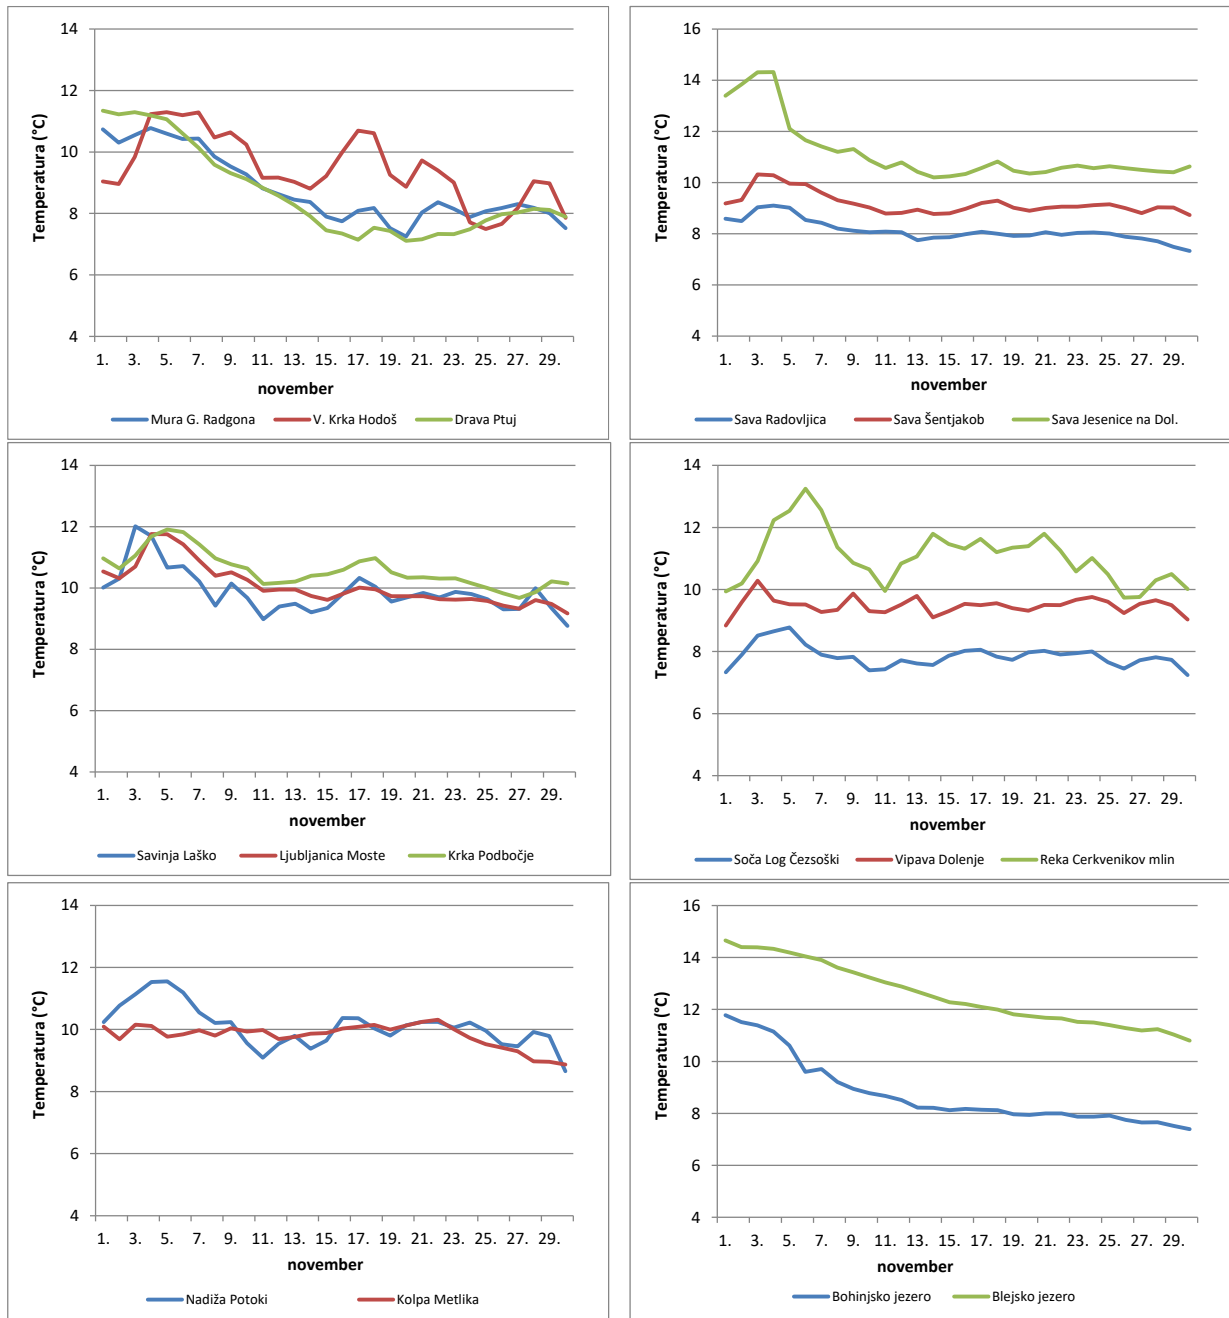 14
12
10
8
6
4
Temperatura (°C)
1. 3. 5. 7. 9. 11. 13. 15. 17. 19. 21. 23. 25. 27. 29.
november
Mura G. Radgona V. Krka Hodoš Drava Ptuj
16
14
12
10
8
6
4
Temperatura (°C)
1. 3. 5. 7. 9. 11. 13. 15. 17. 19. 21. 23. 25. 27. 29.
november
Sava Radovljica Sava Šentjakob Sava Jesenice na Dol.
14
12
10
8
6
4
Temperatura (°C)
1. 3. 5. 7. 9. 11. 13. 15. 17. 19. 21. 23. 25. 27. 29.
november
Savinja Laško Ljubljanica Moste Krka Podbočje
14
12
10
8
6
4
Temperatura (°C)
1. 3. 5. 7. 9. 11. 13. 15. 17. 19. 21. 23. 25. 27. 29.
november
Soča Log Čezsoški Vipava Dolenje Reka Cerkvenikov mlin
14
12
10
8
6
4
Temperatura (°C)
1. 3. 5. 7. 9. 11. 13. 15. 17. 19. 21. 23. 25. 27. 29.
november
Nadiža Potoki Kolpa Metlika
16
14
12
10
8
6
4
Temperatura (°C)
1. 3. 5. 7. 9. 11. 13. 15. 17. 19. 21. 23. 25. 27. 29.
november
Bohinjsko jezero Blejsko jezero